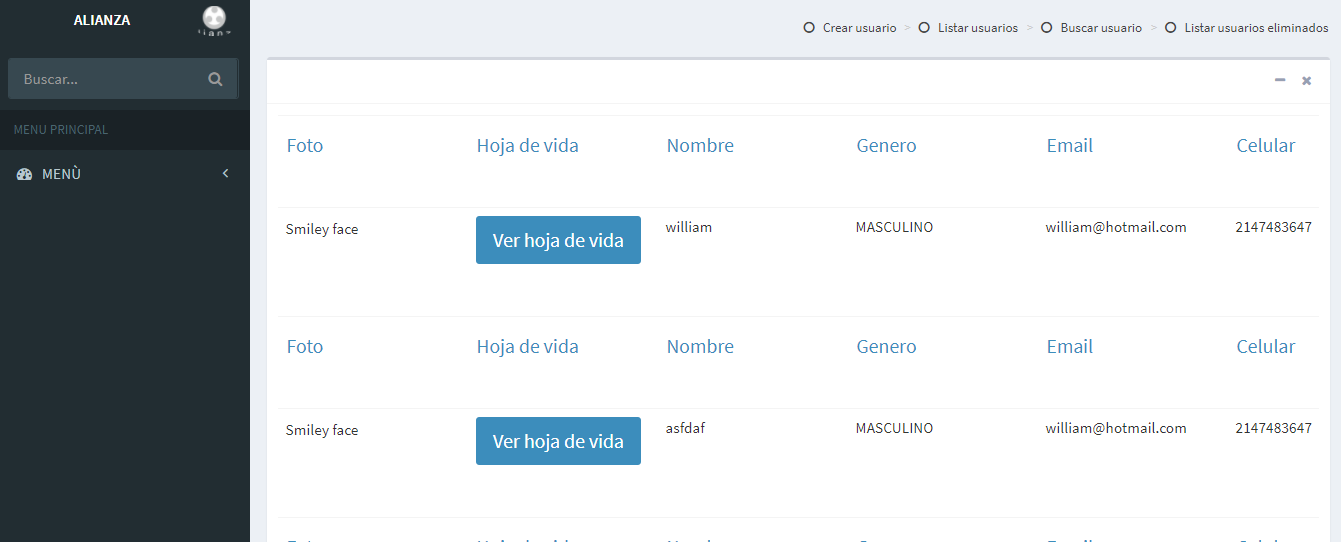 ALIANZA
Crear usuario > Listar usuarios > Buscar usuario > Listar usuarios eliminados
Buscar...
MENU PRINCIPAL
MENÙ
Foto Hoja de vida Nombre Genero Email Celular
Smiley face Ver hoja de vida william MASCULINO william@hotmail.com 2147483647
Foto Hoja de vida Nombre Genero Email Celular
Smiley face Ver hoja de vida asfdaf MASCULINO william@hotmail.com 2147483647